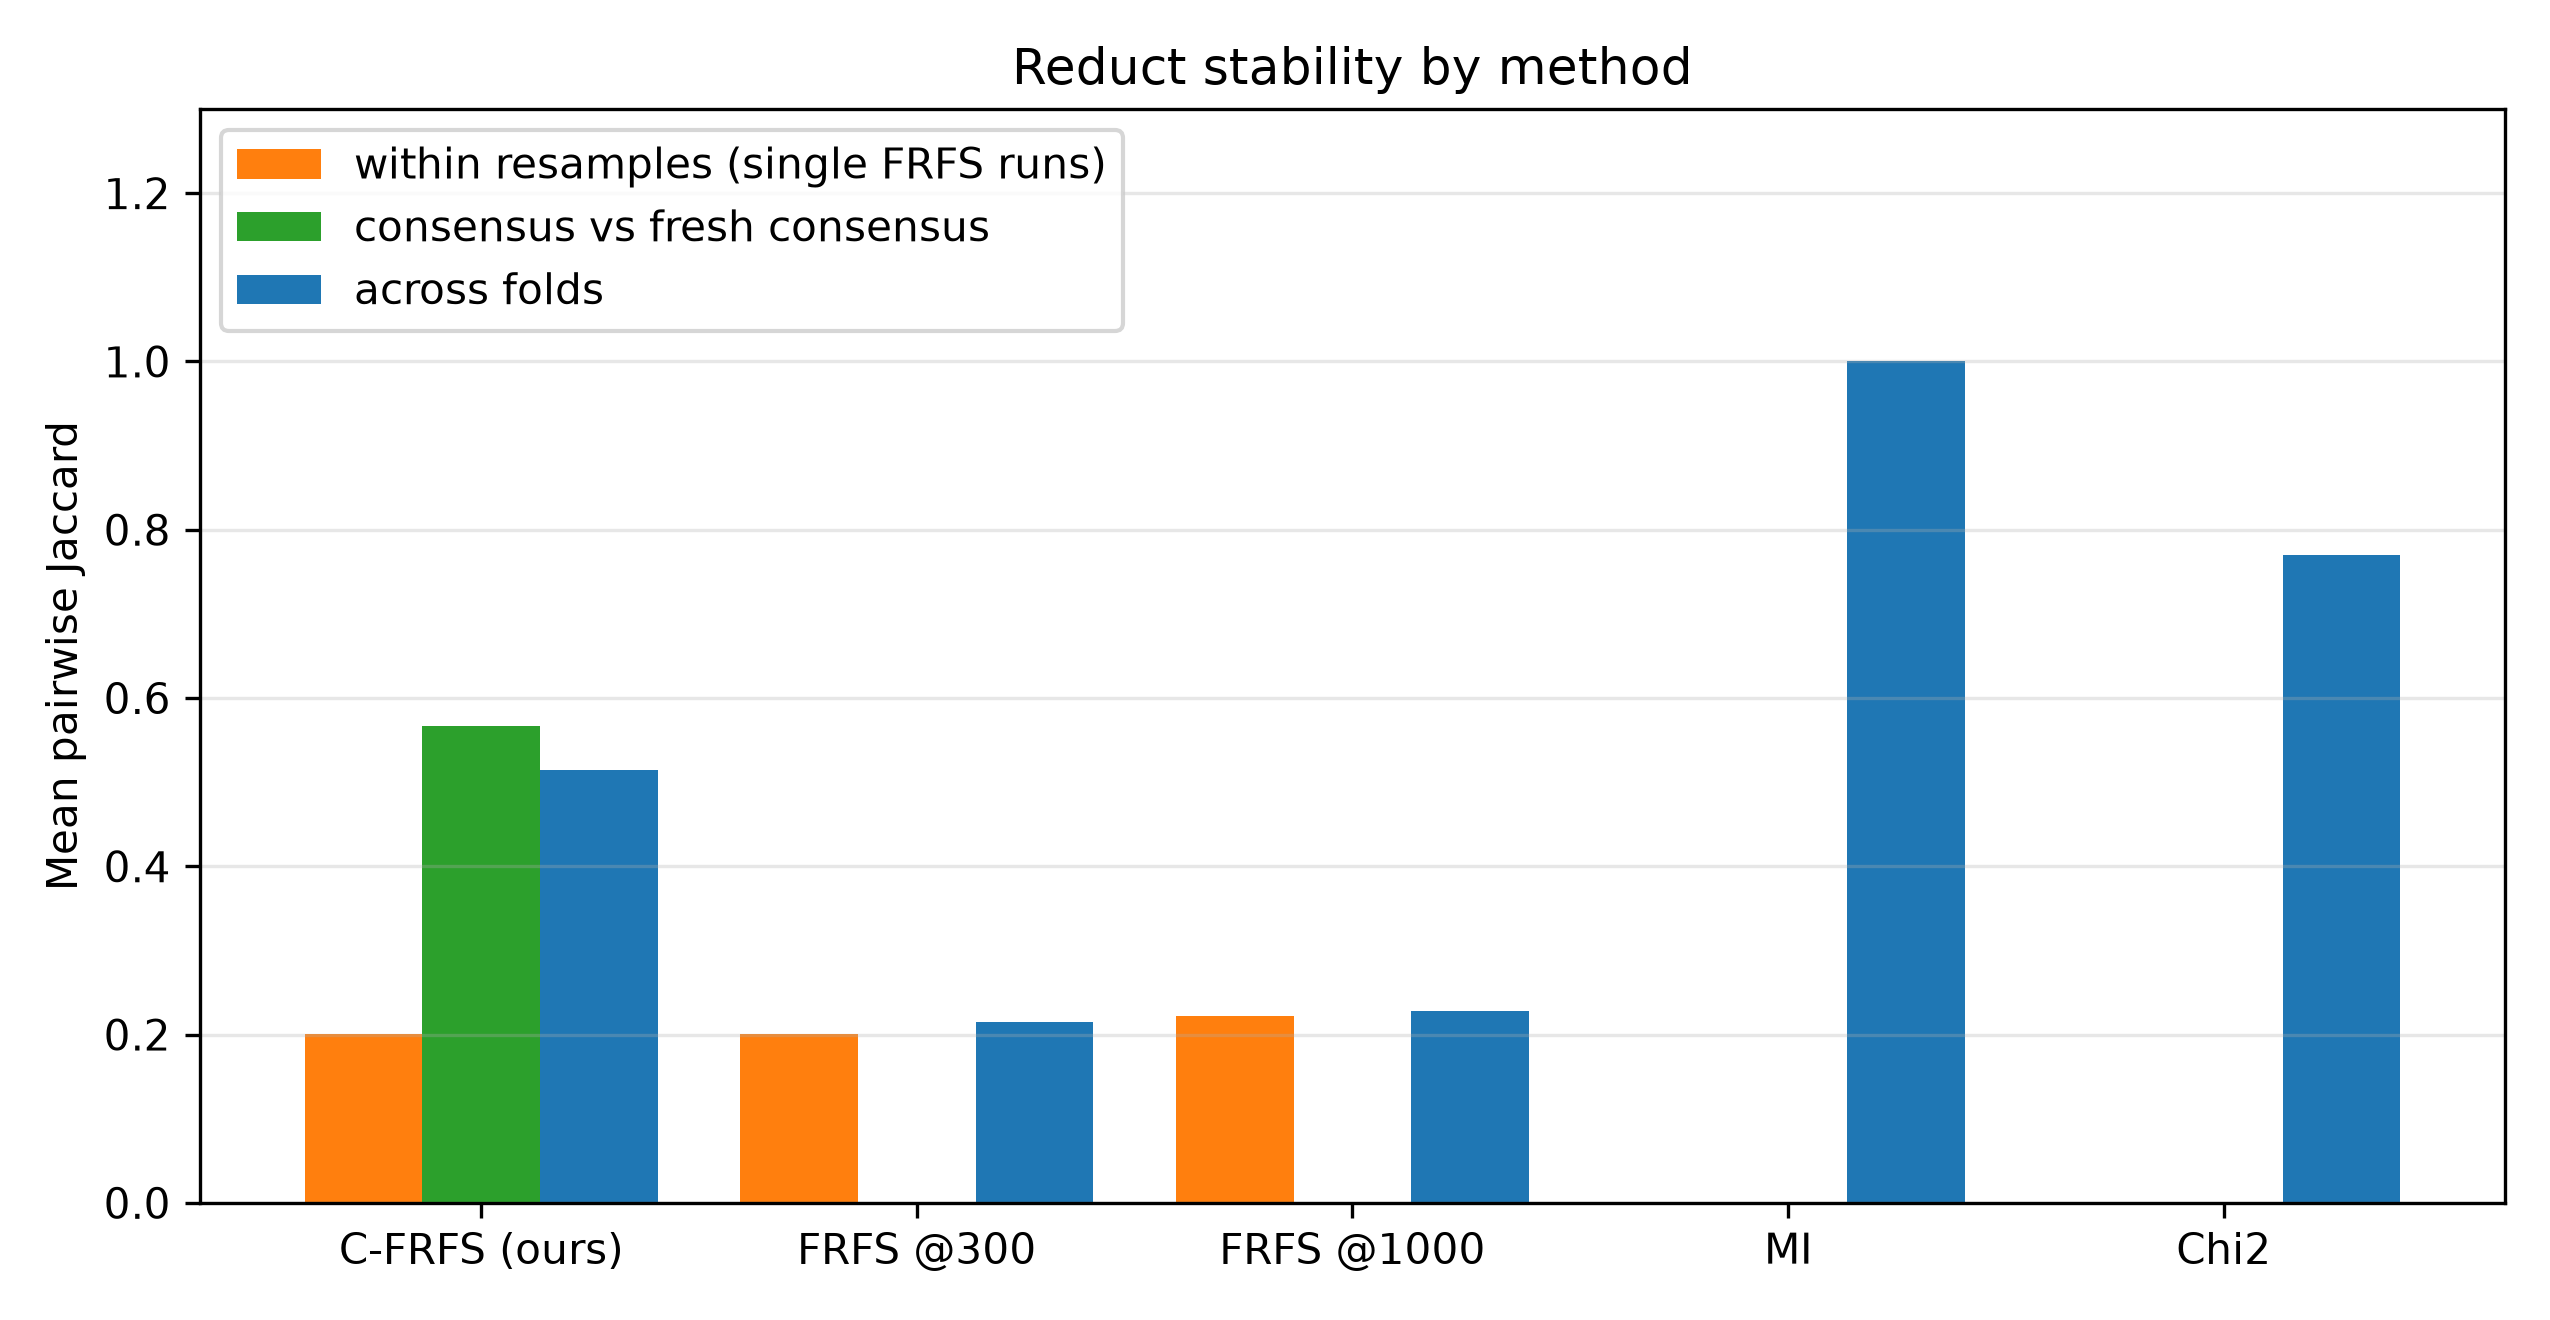 Reduct stability by method
within resamples (single FRFS runs)
consensus vs fresh consensus
across folds
Mean pairwise Jaccard
1.2
1.0
0.8
0.6
0.4
0.2
0.0
C-FRFS (ours) FRFS @300 FRFS @1000 MI Chi2